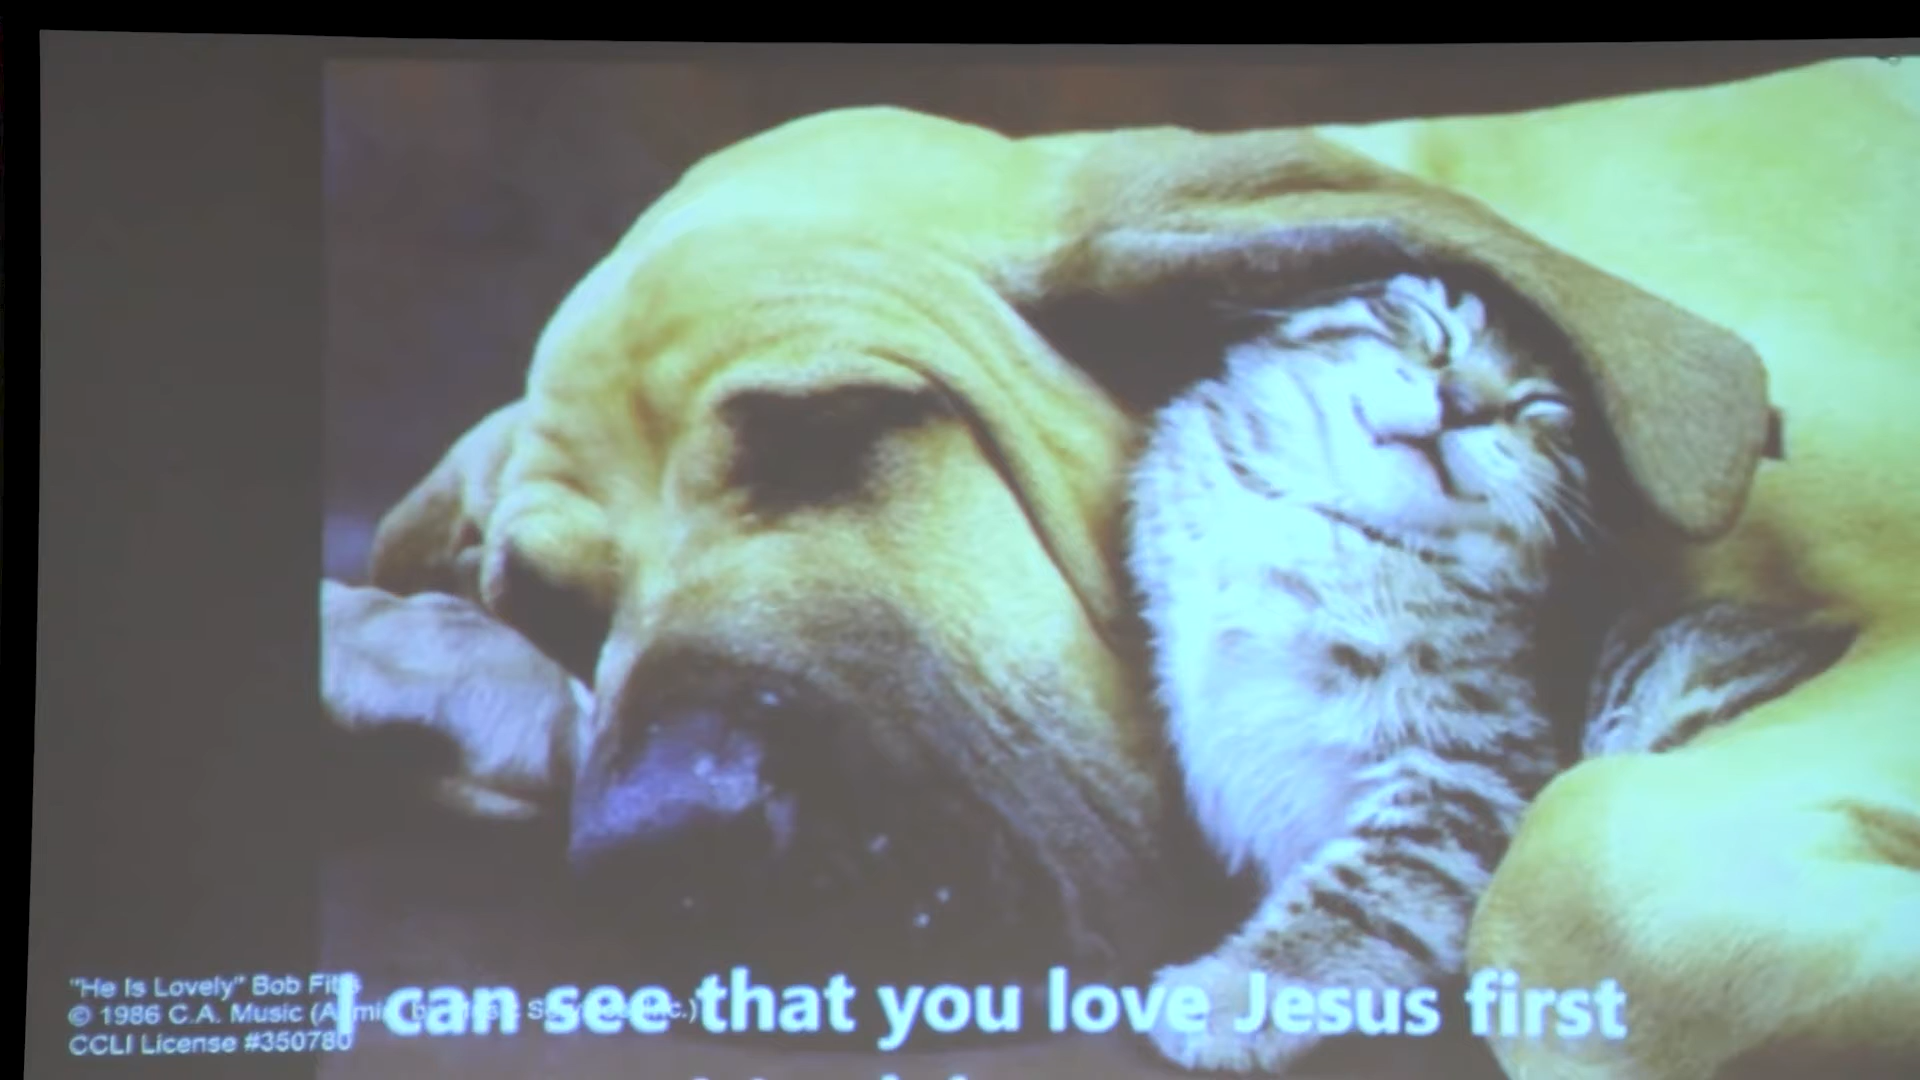 "He Is Lovely" Bob Fitts
© 1986 C.A. Music
CCLI License #350780
I can see that you love Jesus first